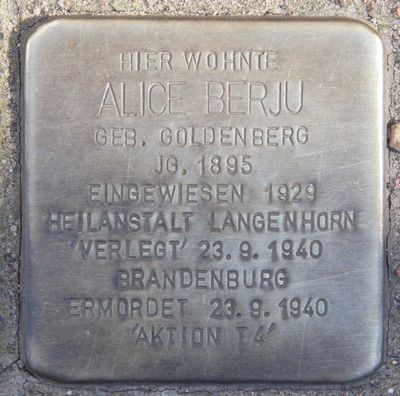 HIER WOHNTE
ALICE BERJU
GEB. GOLDENBERG
JG. 1895
EINGEWIESEN 1929
HEILANSTALT LANGENHORN
'VERLEGT' 23.9.1940
BRANDENBURG
ERMORDET 23.9.1940
'AKTION T4'